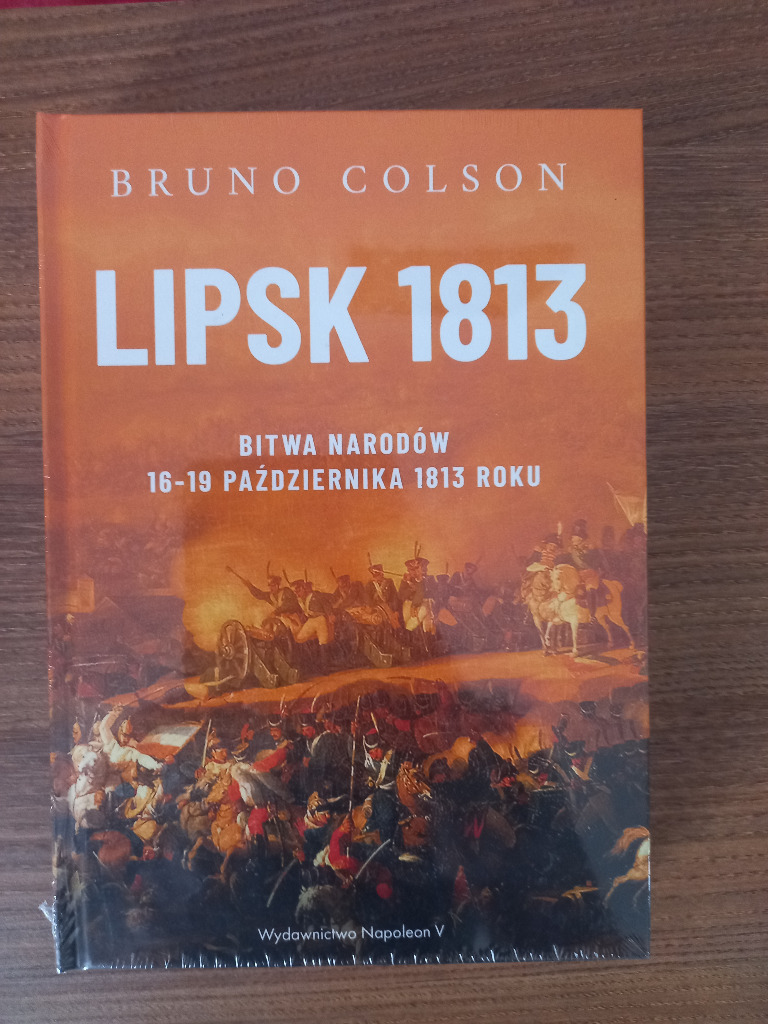 BRUNO COLSON
LIPSK 1813
BITWA NARODÓW
16-19 PAŹDZIERNIKA 1813 ROKU
Wydawnictwo Napoleon V